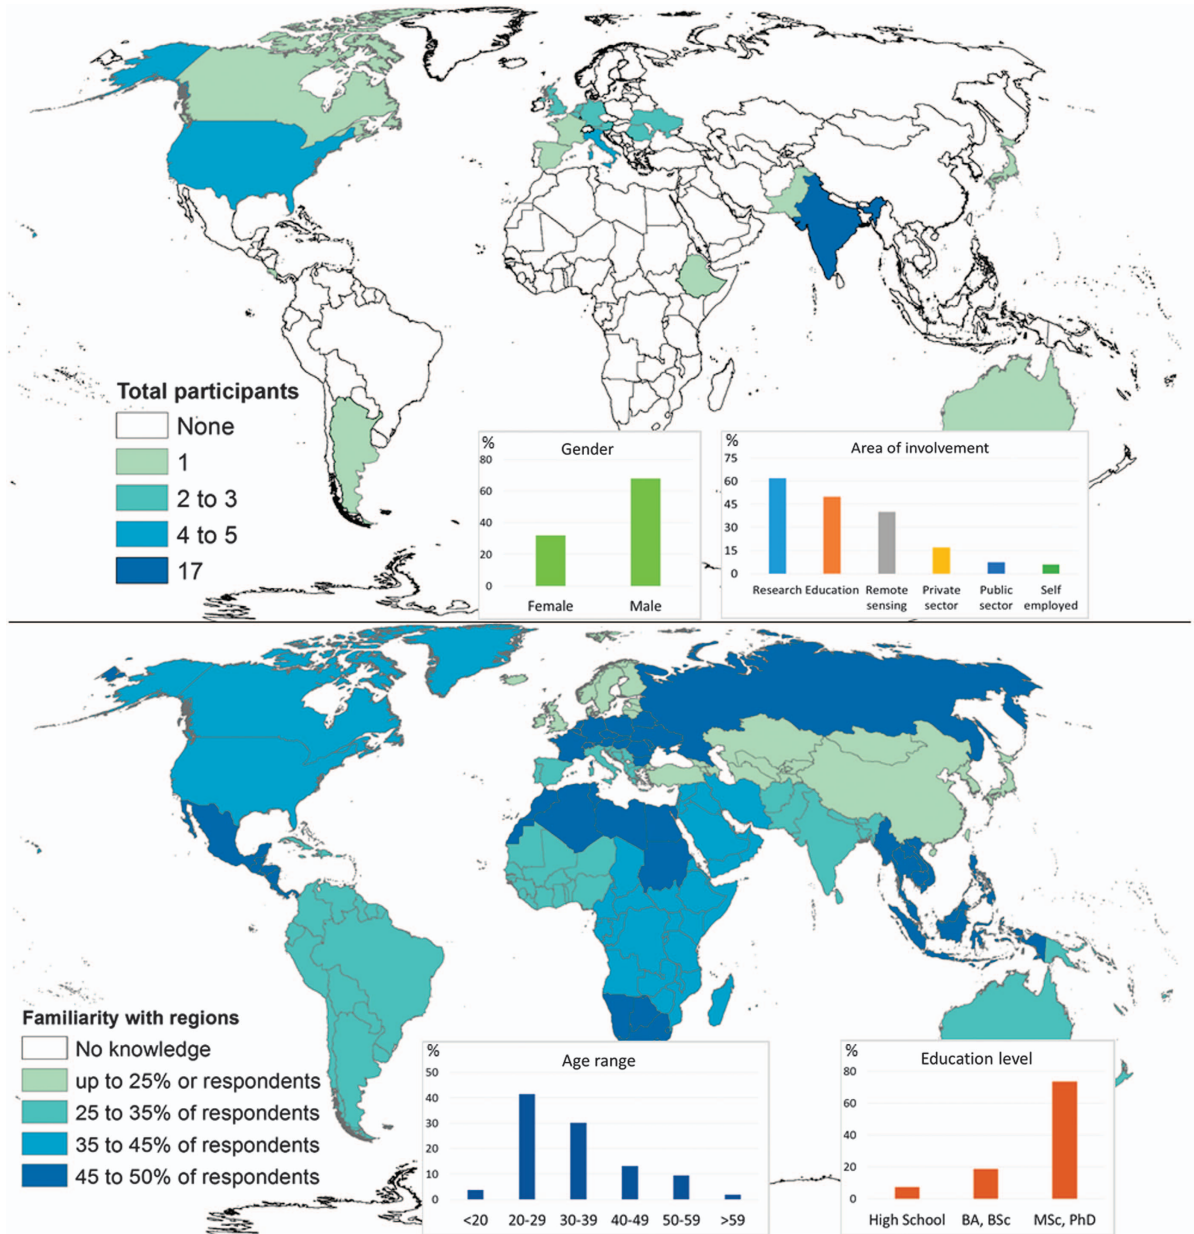 Total participants
None
1
2 to 3
4 to 5
17
%
Gender
80
60
40
20
0
Female
Male
%
Area of involvement
75
60
45
30
15
0
Research
Education
Remote
sensing
Private
sector
Public
sector
Self
employed
Familiarity with regions
No knowledge
up to 25% or respondents
25 to 35% of respondents
35 to 45% of respondents
45 to 50% of respondents
%
Age range
50
40
30
20
10
0
<20
20-29
30-39
40-49
50-59
>59
%
Education level
80
60
40
20
0
High School
BA, BSc
MSc, PhD